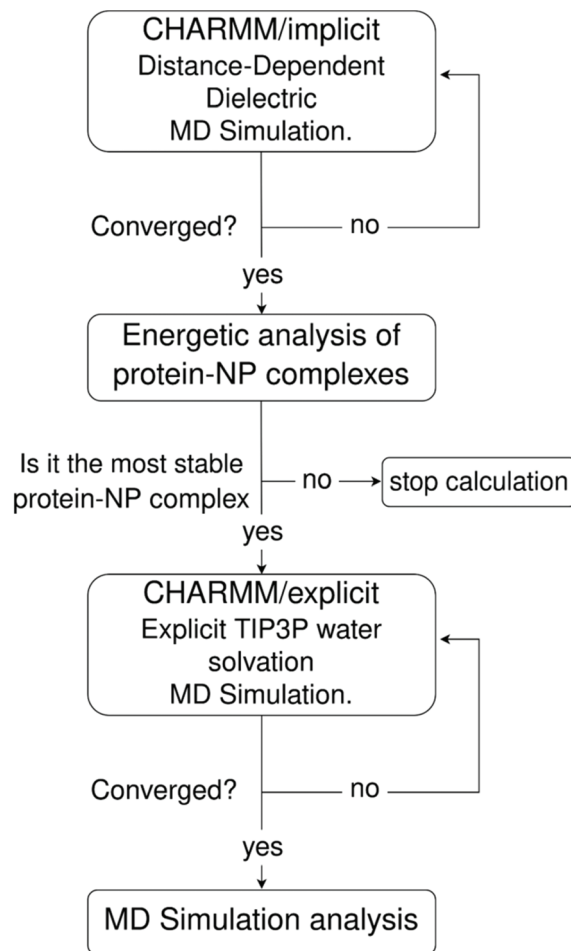 CHARMM/implicit
Distance-Dependent
Dielectric
MD Simulation.
Converged?
no
yes
Energetic analysis of
protein-NP complexes
Is it the most stable
protein-NP complex
no
stop calculation
yes
CHARMM/explicit
Explicit TIP3P water
solvation
MD Simulation.
Converged?
no
yes
MD Simulation analysis